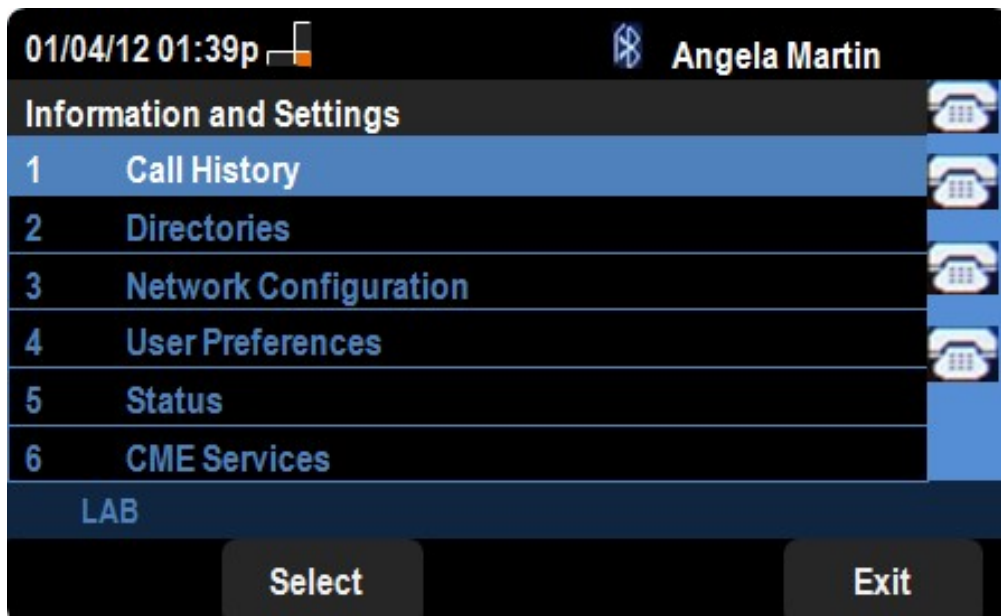 01/04/12 01:39p Angela Martin
Information and Settings
1 Call History
2 Directories
3 Network Configuration
4 User Preferences
5 Status
6 CME Services
LAB
Select Exit